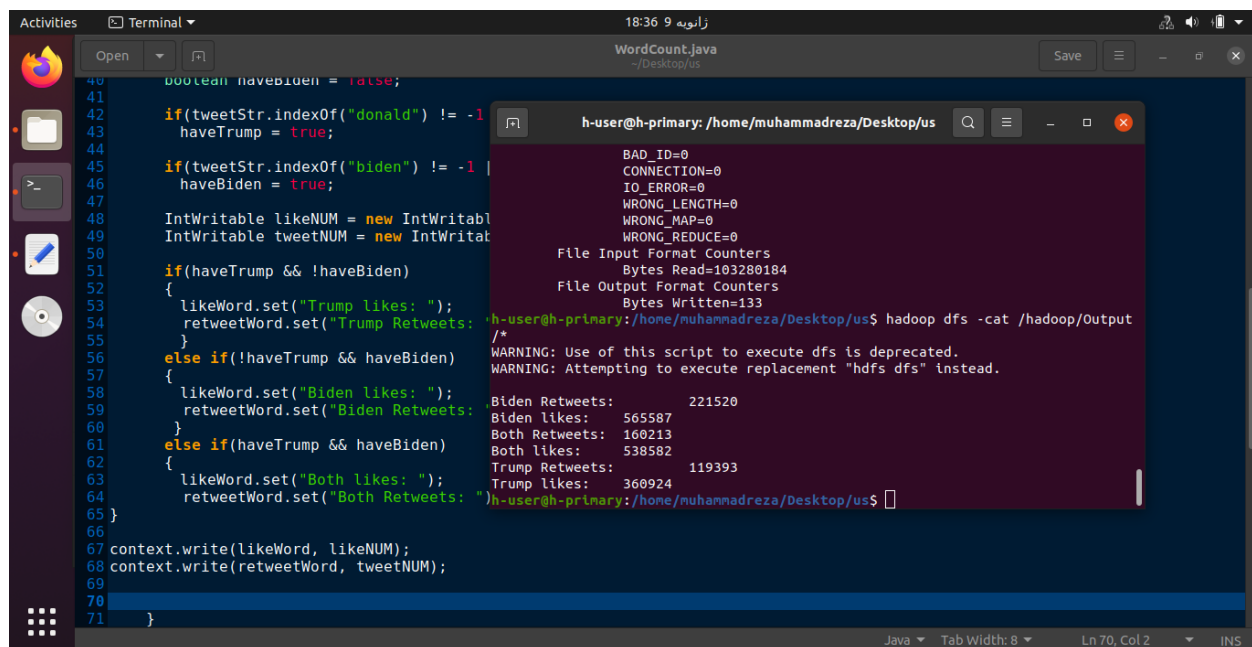 Activities
Terminal
ژانویه 9 18:36
Open
WordCount.java
~/Desktop/us
Save
40 boolean haveBiden = false;
41
42 if(tweetStr.indexOf("donald") != -1
43 haveTrump = true;
44
45 if(tweetStr.indexOf("biden") != -1 |
46 haveBiden = true;
47
48 IntWritable likeNUM = new IntWritabl
49 IntWritable tweetNUM = new IntWritab
50
51 if(haveTrump && !haveBiden)
52 {
53 likeWord.set("Trump likes: ");
54 retweetWord.set("Trump Retweets: "
55 }
56 else if(!haveTrump && haveBiden)
57 {
58 likeWord.set("Biden likes: ");
59 retweetWord.set("Biden Retweets: "
60 }
61 else if(haveTrump && haveBiden)
62 {
63 likeWord.set("Both likes: ");
64 retweetWord.set("Both Retweets: ")
65 }
66
67 context.write(likeWord, likeNUM);
68 context.write(retweetWord, tweetNUM);
69
70
71 }
h-user@h-primary: /home/muhammadreza/Desktop/us
BAD_ID=0
CONNECTION=0
IO_ERROR=0
WRONG_LENGTH=0
WRONG_MAP=0
WRONG_REDUCE=0
File Input Format Counters
Bytes Read=103280184
File Output Format Counters
Bytes Written=133
h-user@h-primary:/home/muhammadreza/Desktop/us$ hadoop dfs -cat /hadoop/Output
/*
WARNING: Use of this script to execute dfs is deprecated.
WARNING: Attempting to execute replacement "hdfs dfs" instead.
Biden Retweets: 221520
Biden likes: 565587
Both Retweets: 160213
Both likes: 538582
Trump Retweets: 119393
Trump likes: 360924
h-user@h-primary:/home/muhammadreza/Desktop/us$
Java
Tab Width: 8
Ln 70, Col 2
INS